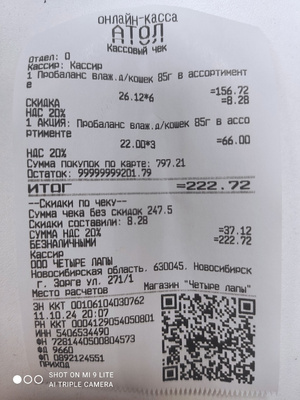 ОНЛАЙН-КАССА
АТОЛ
Кассовый чек
Отдел: 0
Кассир: Кассир
1 Пробаланс влаж.д/кошек 85г в ассортименте
е
26.12*6 =156.72
СКИДКА =8.28
НДС 20%
1 АКЦИЯ: Пробаланс влаж.д/кошек 85г в ассо
ртименте
22.00*3 =66.00
НДС 20%
Сумма покупок по карте: 797.21
Остаток: 99999999201.79
ИТОГ =222.72
--Скидки по чеку--
Сумма чека без скидок 247.5
Скидки составили: 8.28
СУММА НДС 20% =37.12
БЕЗНАЛИЧНЫМИ =222.72
Кассир
ООО ЧЕТЫРЕ ЛАПЫ
Новосибирская область, 630045, Новосибирск
г, Зорге ул, 271/1
Место расчетов Магазин "Четыре лапы"
ЗН ККТ 00106104030762
11.10.24 20:07
РН ККТ 0004129054050801
ИНН 5406534490
ФН 7281440500804573
ФД 9660
ФП 0892124551
ПРИХОД
SHOT ON MI 9 LITE
AI TRIPLE CAMERA